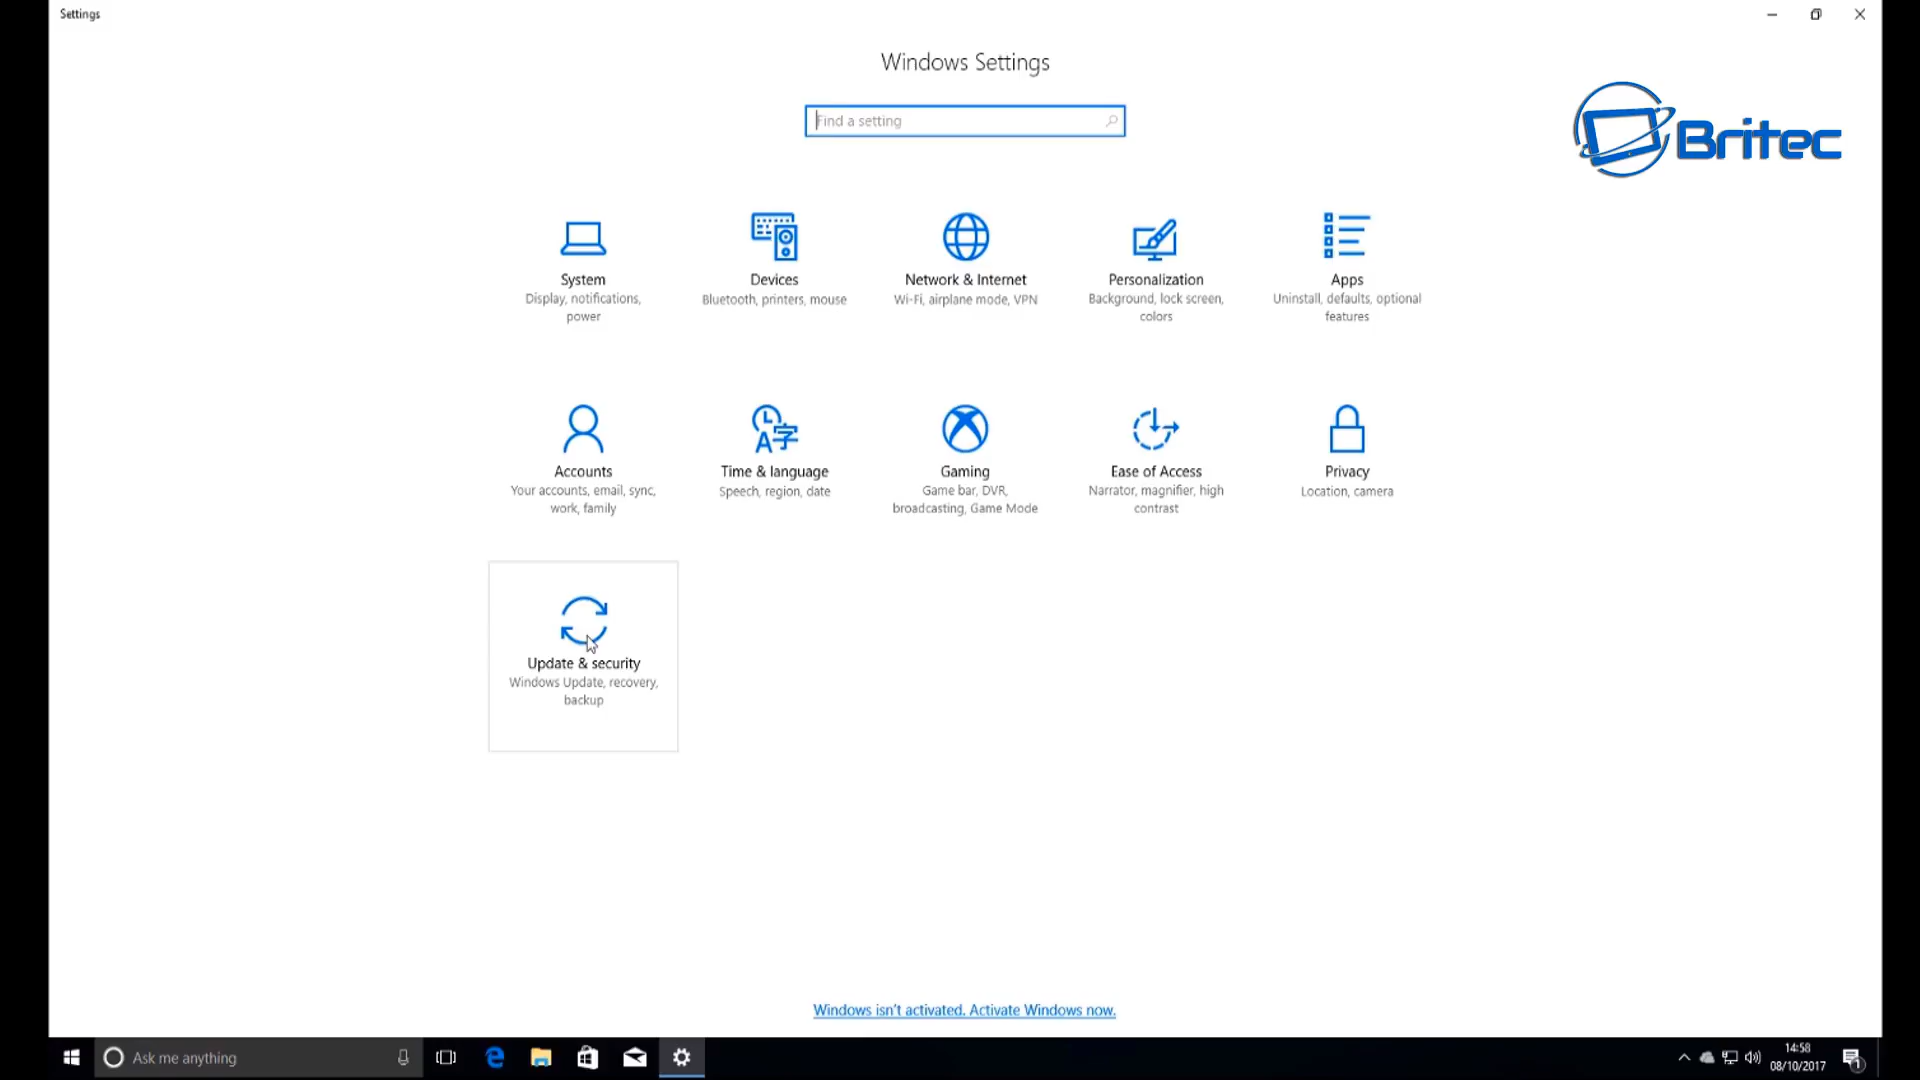 Settings
Windows Settings
Find a setting
Britec
System
Display, notifications,
power
Devices
Bluetooth, printers, mouse
Network & Internet
Wi-Fi, airplane mode, VPN
Personalization
Background, lock screen,
colors
Apps
Uninstall, defaults, optional
features
Accounts
Your accounts, email, sync,
work, family
Time & language
Speech, region, date
Gaming
Game bar, DVR,
broadcasting, Game Mode
Ease of Access
Narrator, magnifier, high
contrast
Privacy
Location, camera
Update & security
Windows Update, recovery,
backup
Windows isn't activated. Activate Windows now.
Ask me anything
14:58
08/10/2017
1